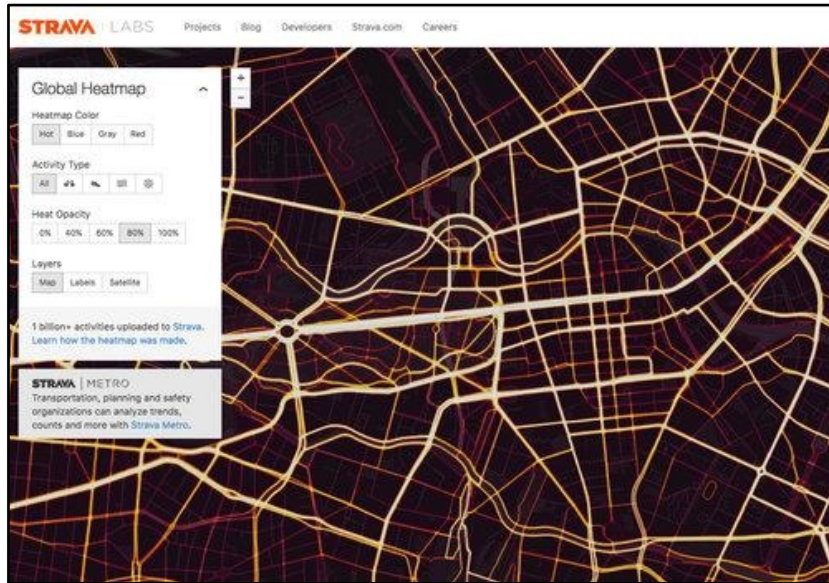 STRAVA LABS Projects Blog Developers Strava.com Careers
Global Heatmap
Heatmap Color
Hot Blue Gray Red
Activity Type
All
Heat Opacity
0% 40% 60% 80% 100%
Layers
Map Labels Satellite
1 billion+ activities uploaded to Strava.
Learn how the heatmap was made.
STRAVA | METRO
Transportation, planning and safety
organizations can analyze trends,
counts and more with Strava Metro.
+
−